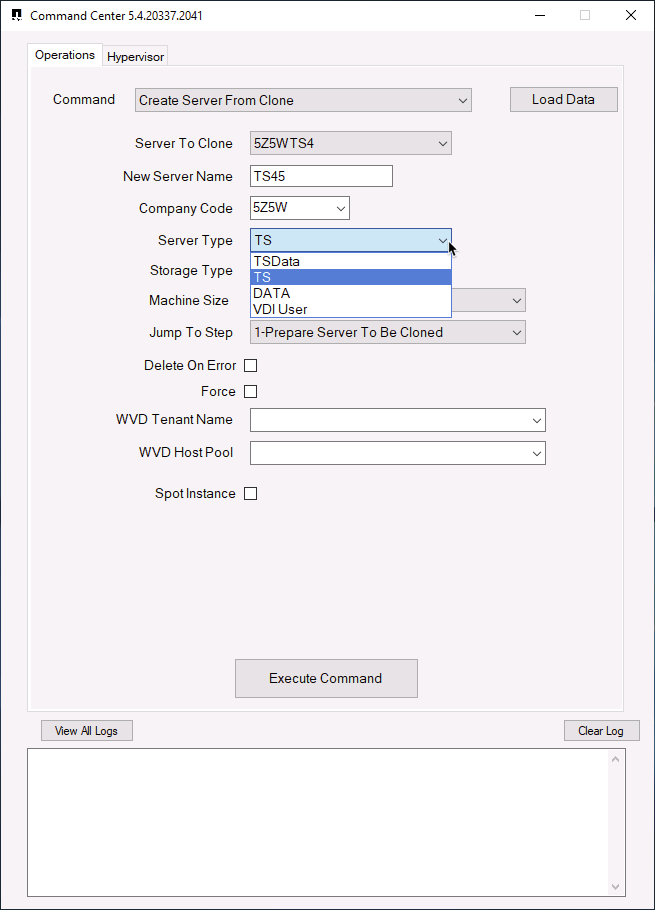 Command Center 5.4.20337.2041
Operations Hypervisor
Command Create Server From Clone Load Data
Server To Clone 5Z5WTS4
New Server Name TS45
Company Code 5Z5W
Server Type TS
TSData
Storage Type TS
DATA
Machine Size
VDI User
Jump To Step 1-Prepare Server To Be Cloned
Delete On Error
Force
WVD Tenant Name
WVD Host Pool
Spot Instance
Execute Command
View All Logs Clear Log